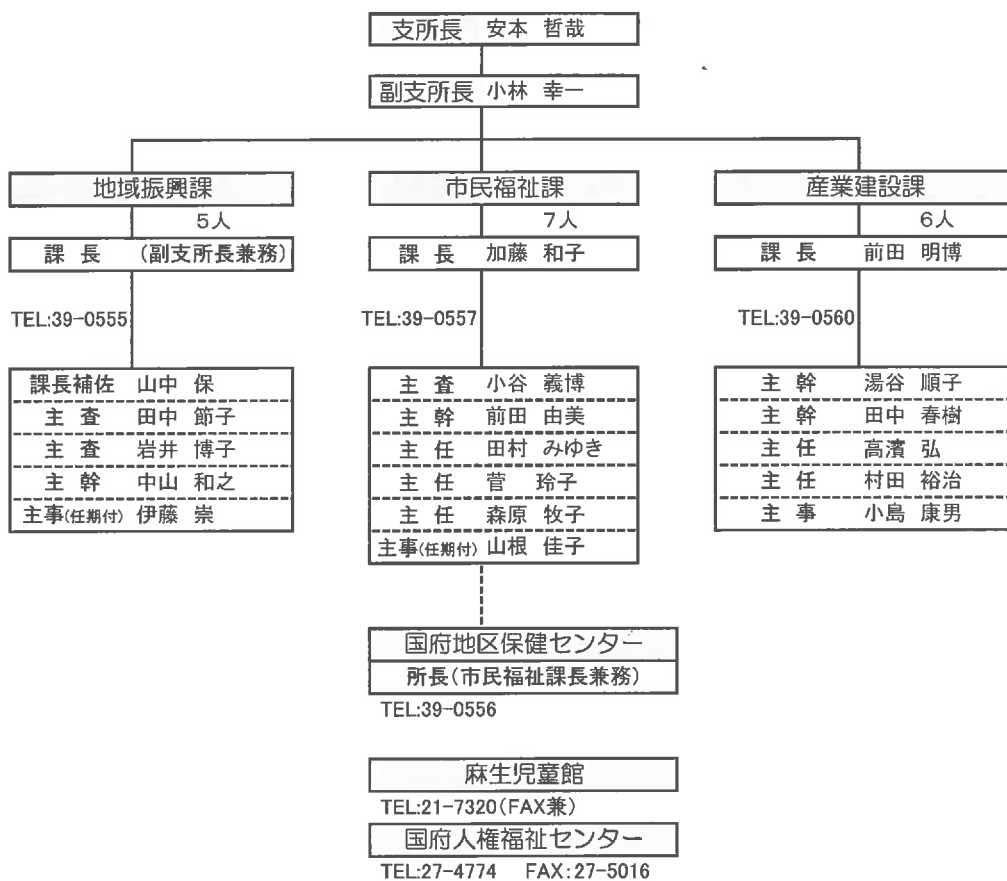 支所長 安本 哲哉
副支所長 小林 幸一
地域振興課
5人
課 長 (副支所長兼務)
TEL:39-0555
課長補佐 山中 保
主 査 田中 節子
主 査 岩井 博子
主 幹 中山 和之
主事(任期付) 伊藤 崇
市民福祉課
7人
課 長 加藤 和子
TEL:39-0557
主 査 小谷 義博
主 幹 前田 由美
主 任 田村 みゆき
主 任 菅 玲子
主 任 森原 牧子
主事(任期付) 山根 佳子
国府地区保健センター
所長(市民福祉課長兼務)
TEL:39-0556
麻生児童館
TEL:21-7320(FAX兼)
国府人権福祉センター
TEL:27-4774 FAX:27-5016
産業建設課
6人
課 長 前田 明博
TEL:39-0560
主 幹 湯谷 順子
主 幹 田中 春樹
主 任 高濱 弘
主 任 村田 裕治
主 事 小島 康男